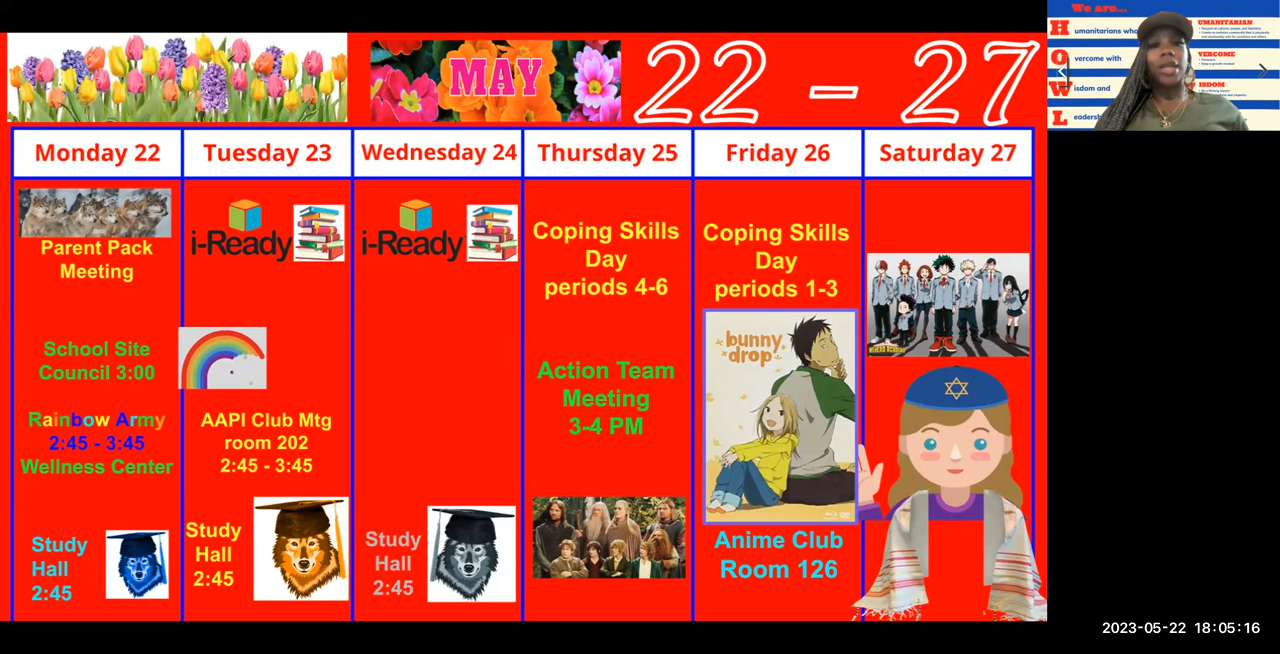 MAY
22 - 27
Monday 22
Tuesday 23
Wednesday 24
Thursday 25
Friday 26
Saturday 27
Parent Pack
Meeting
School Site
Council 3:00
Rainbow Army
2:45 - 3:45
Wellness Center
Study
Hall
2:45
i-Ready
AAPI Club Mtg
room 202
2:45 - 3:45
Study
Hall
2:45
i-Ready
Study
Hall
2:45
Coping Skills
Day
periods 4-6
Action Team
Meeting
3-4 PM
Coping Skills
Day
periods 1-3
bunny
drop
Anime Club
Room 126
We are...
H
umanitarians who
UMANITARIAN
O
vercome with
VERCOME
W
isdom and
ISDOM
L
eadersh
2023-05-22 18:05:16